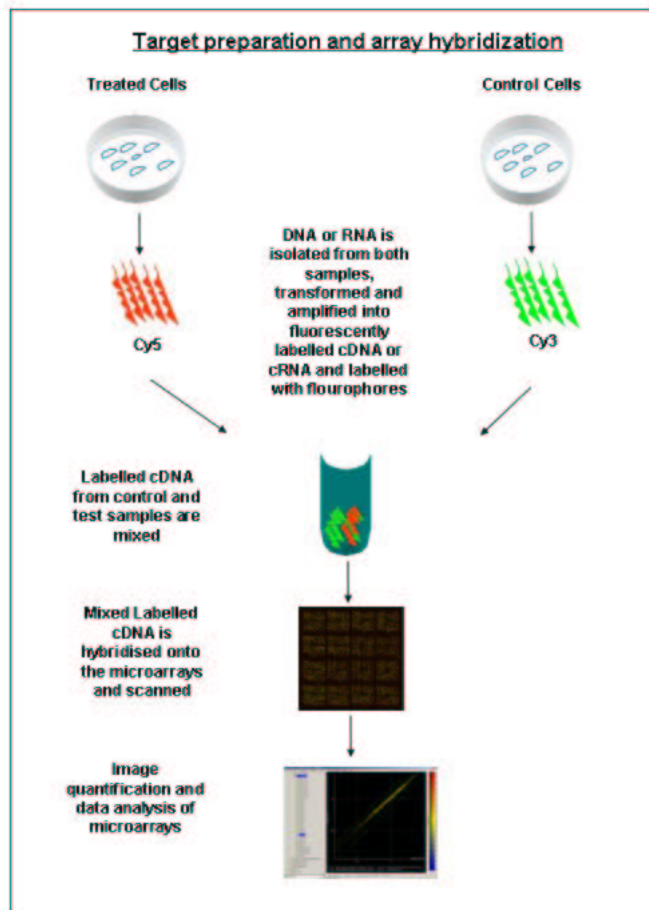 Target preparation and array hybridization
Treated Cells
Control Cells
DNA or RNA is
isolated from both
samples,
transformed and
amplified into
fluorescently
labelled cDNA or
cRNA and labelled
with flourophores
Cy5
Cy3
Labelled cDNA
from control and
test samples are
mixed
Mixed Labelled
cDNA is
hybridised onto
the microarrays
and scanned
Image
quantification and
data analysis of
microarrays